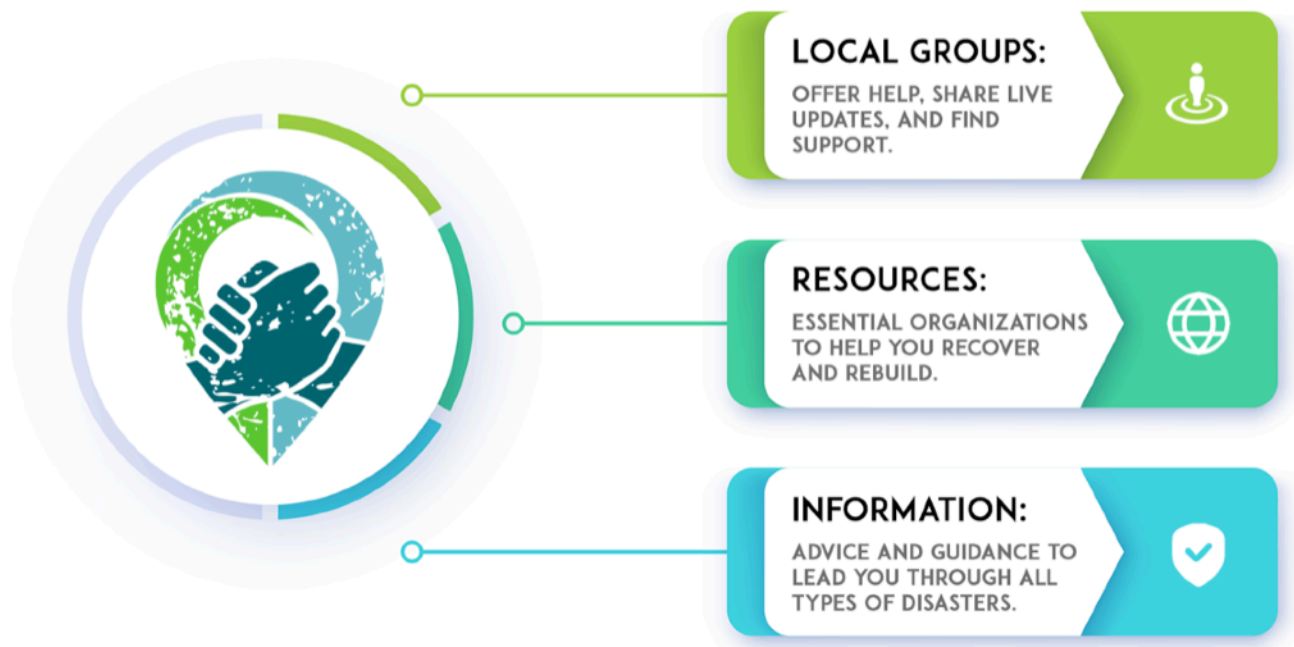 LOCAL GROUPS:
OFFER HELP, SHARE LIVE
UPDATES, AND FIND
SUPPORT.
RESOURCES:
ESSENTIAL ORGANIZATIONS
TO HELP YOU RECOVER
AND REBUILD.
INFORMATION:
ADVICE AND GUIDANCE TO
LEAD YOU THROUGH ALL
TYPES OF DISASTERS.